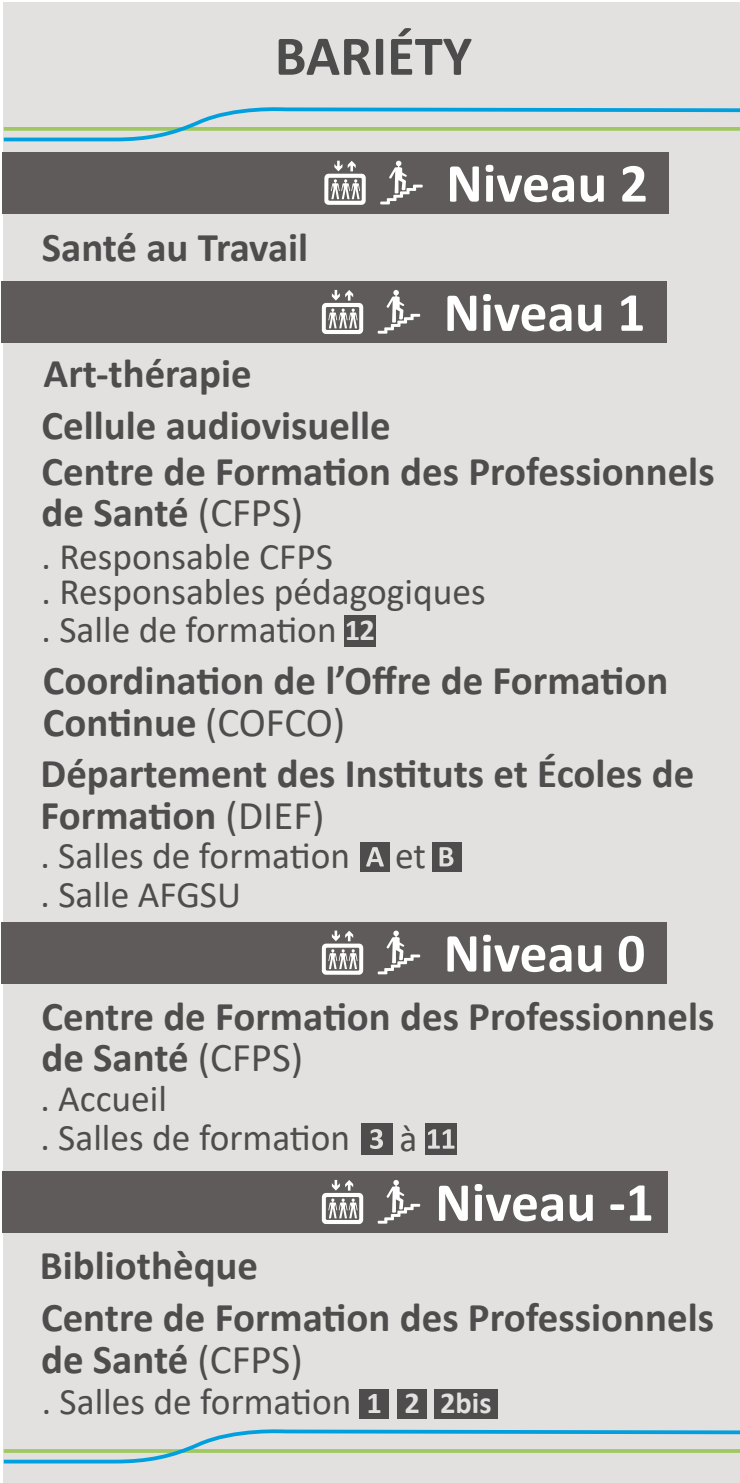 BARIÉTY
Niveau 2
Santé au Travail
Niveau 1
Art-thérapie
Cellule audiovisuelle
Centre de Formation des Professionnels
de Santé (CFPS)
. Responsable CFPS
. Responsables pédagogiques
. Salle de formation 12
Coordination de l’Offre de Formation
Continue (COFCO)
Département des Instituts et Écoles de
Formation (DIEF)
. Salles de formation A et B
. Salle AFGSU
Niveau 0
Centre de Formation des Professionnels
de Santé (CFPS)
. Accueil
. Salles de formation 3 à 11
Niveau -1
Bibliothèque
Centre de Formation des Professionnels
de Santé (CFPS)
. Salles de formation 1 2 2bis